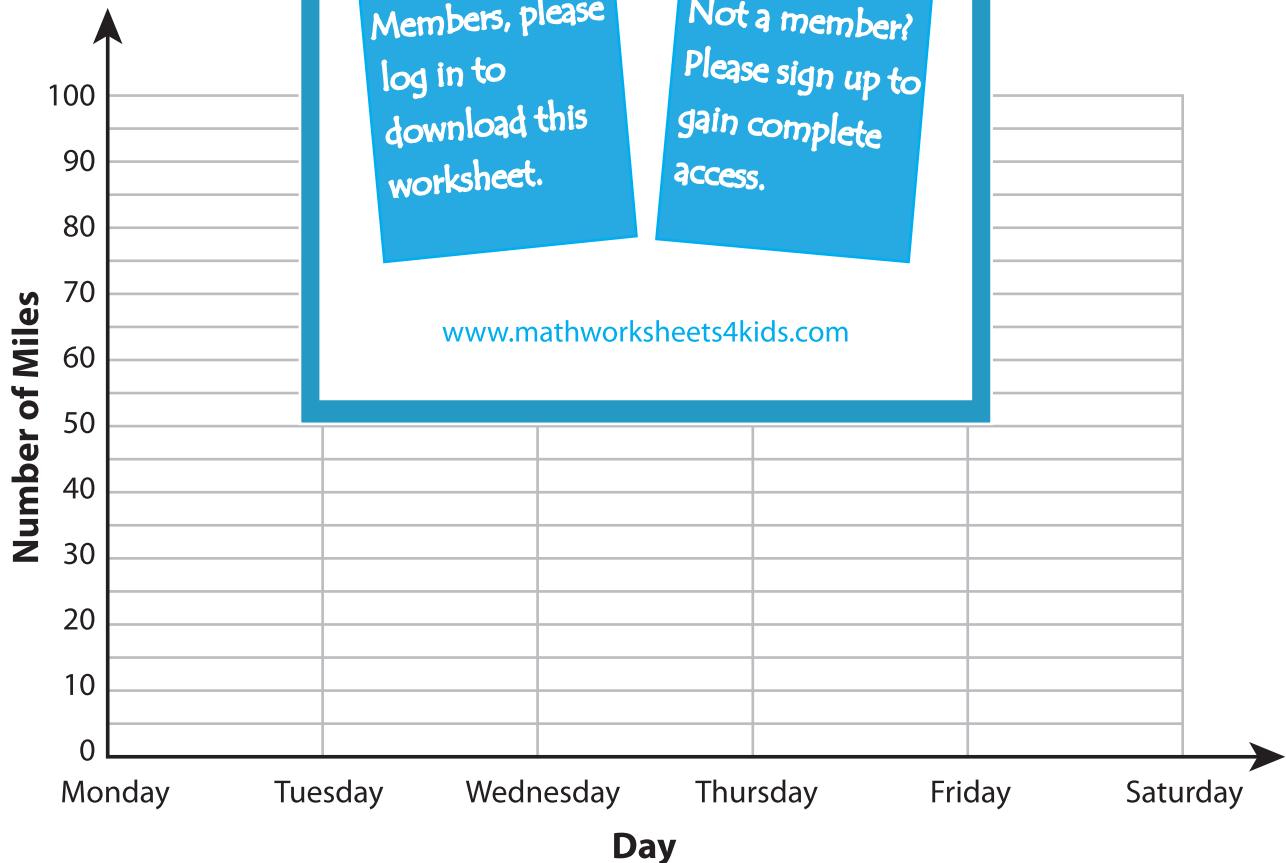 Members, please
log in to
download this
worksheet.
Not a member?
Please sign up to
gain complete
access.
www.mathworksheets4kids.com
Number of Miles
100
90
80
70
60
50
40
30
20
10
0
Monday Tuesday Wednesday Thursday Friday Saturday
Day